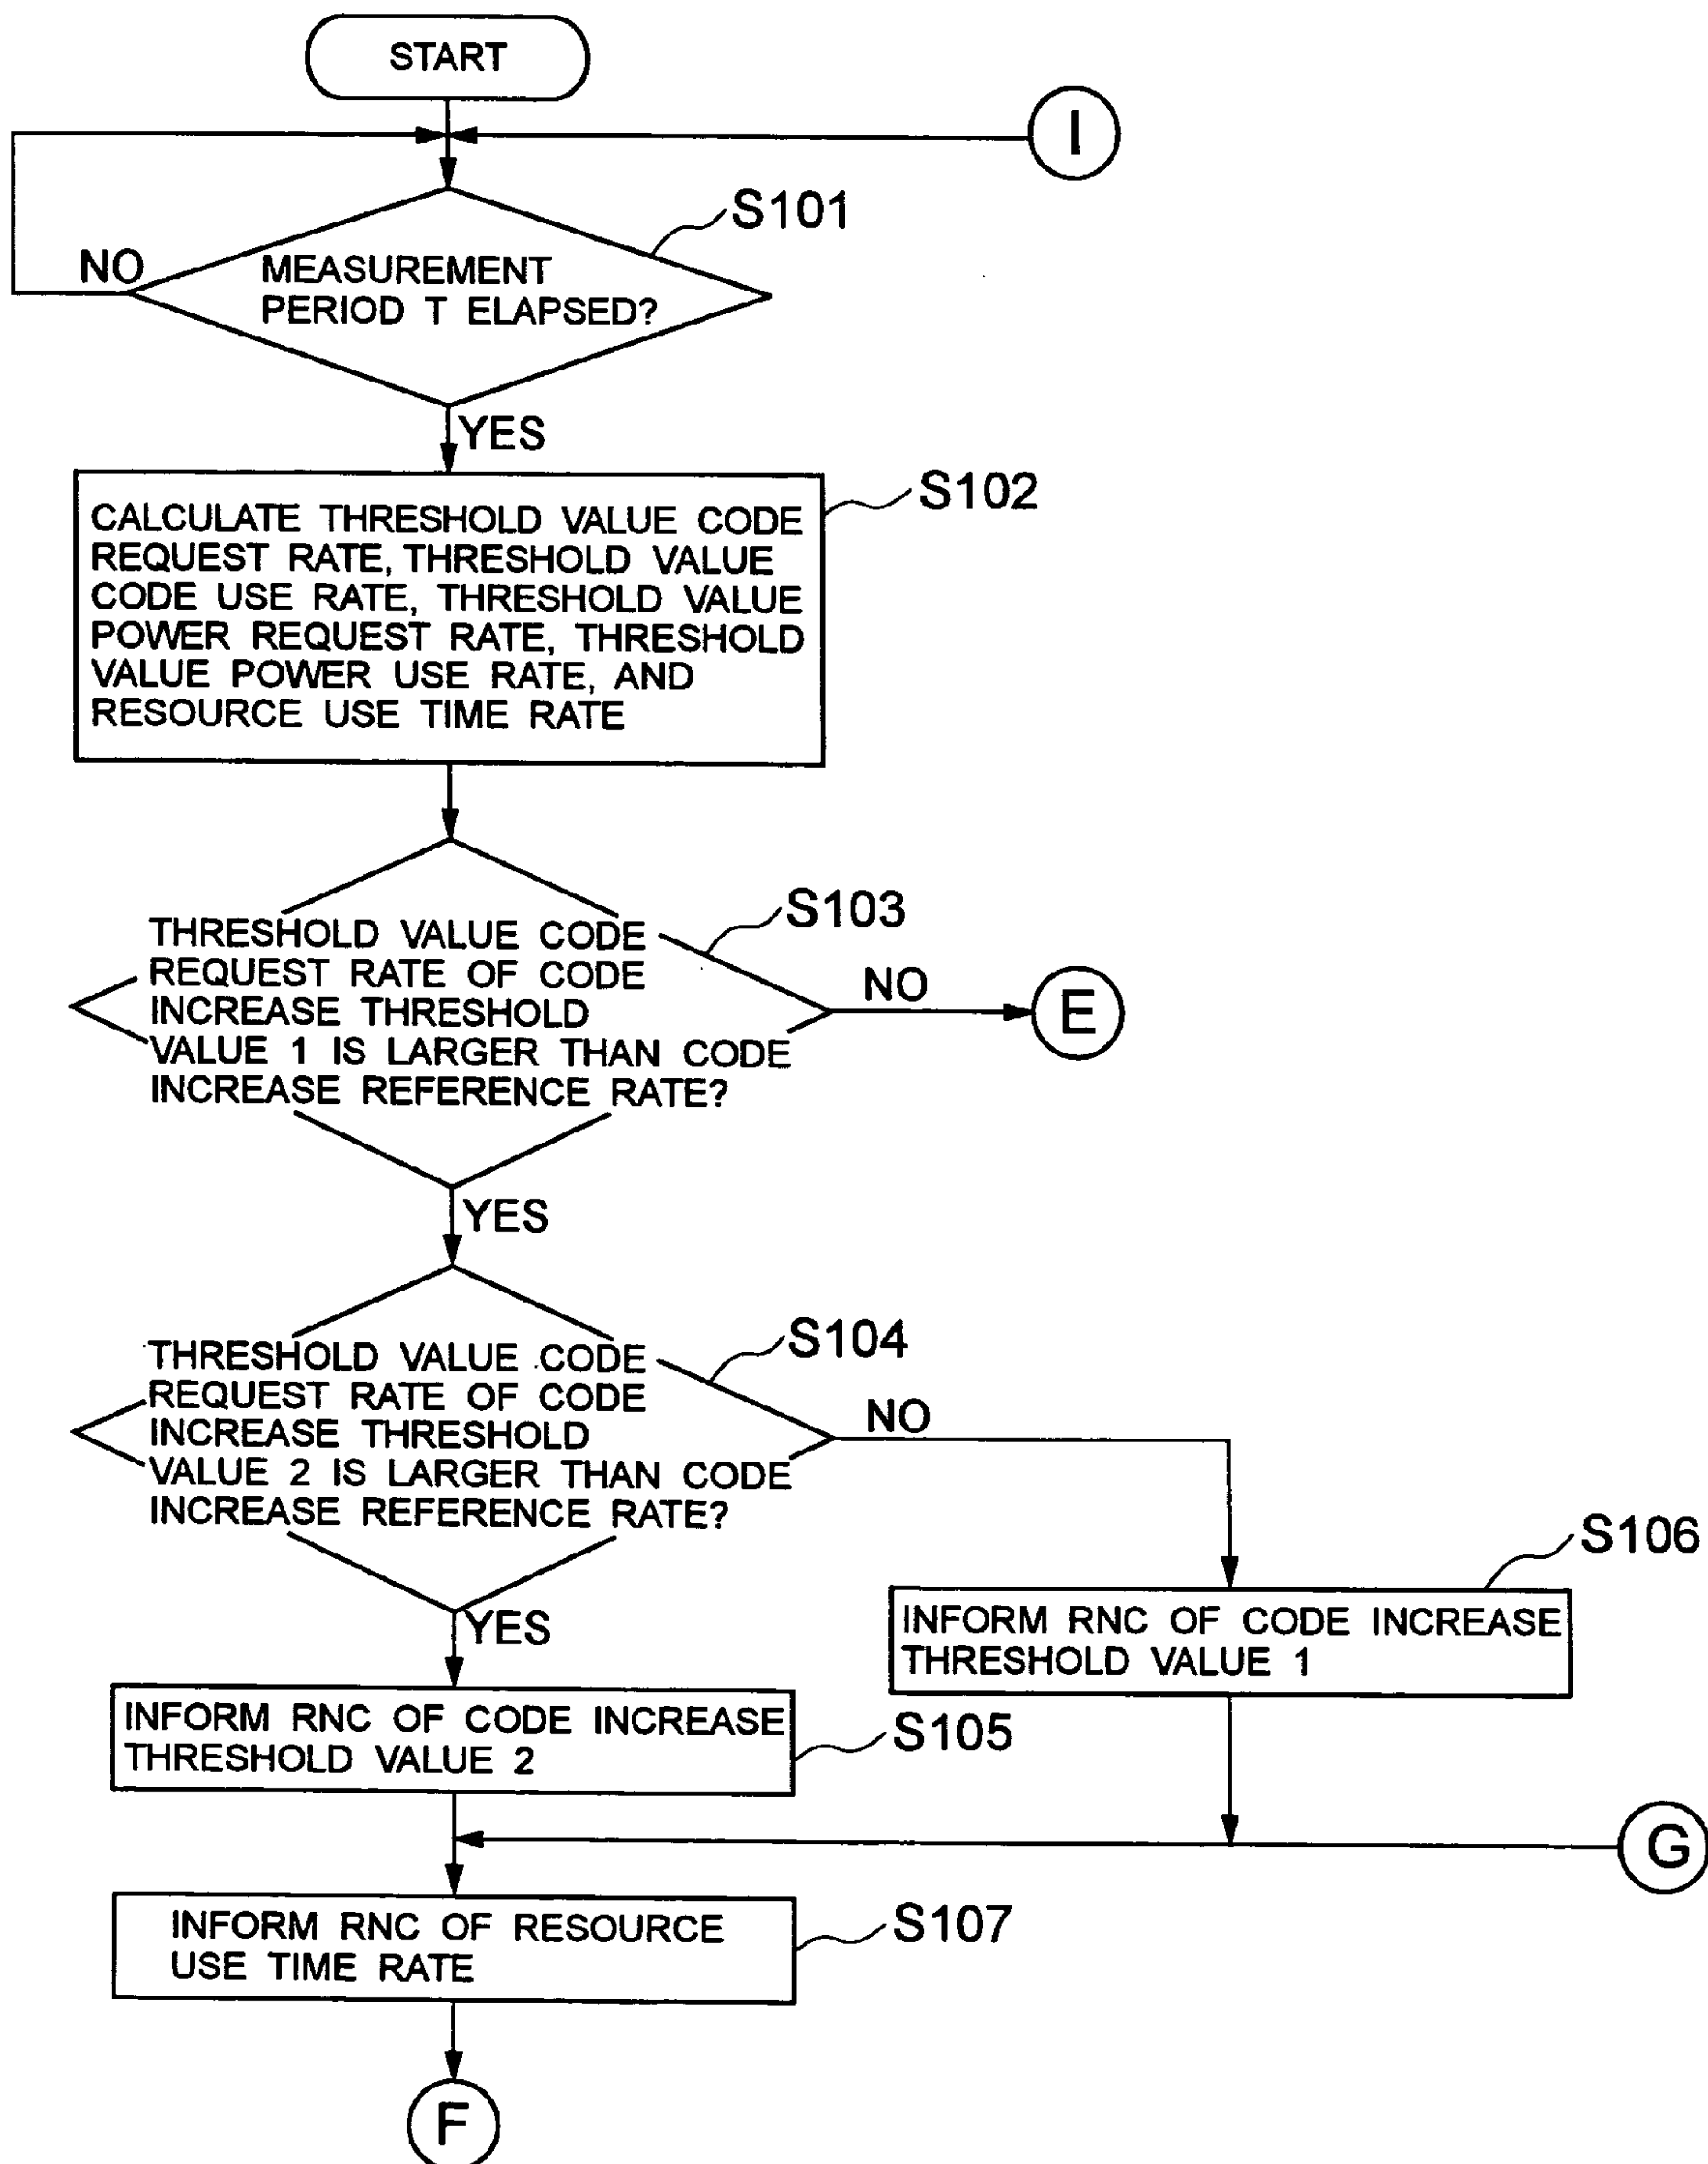 START
I
S101
NO
MEASUREMENT
PERIOD T ELAPSED?
YES
S102
CALCULATE THRESHOLD VALUE CODE
REQUEST RATE, THRESHOLD VALUE
CODE USE RATE, THRESHOLD VALUE
POWER REQUEST RATE, THRESHOLD
VALUE POWER USE RATE, AND
RESOURCE USE TIME RATE
S103
THRESHOLD VALUE CODE
REQUEST RATE OF CODE
INCREASE THRESHOLD
VALUE 1 IS LARGER THAN CODE
INCREASE REFERENCE RATE?
NO
E
YES
S104
THRESHOLD VALUE CODE
REQUEST RATE OF CODE
INCREASE THRESHOLD
VALUE 2 IS LARGER THAN CODE
INCREASE REFERENCE RATE?
NO
S106
INFORM RNC OF CODE INCREASE
THRESHOLD VALUE 1
YES
INFORM RNC OF CODE INCREASE
THRESHOLD VALUE 2
S105
G
INFORM RNC OF RESOURCE
USE TIME RATE
S107
F